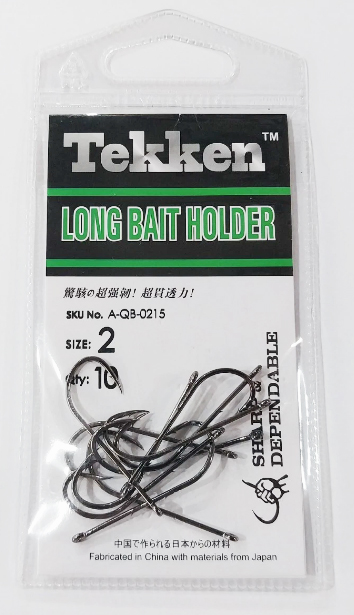 Tekken™
LONG BAIT HOLDER
驚駭の超強韌!超貫透力!
SKU No. A-QB-0215
SIZE: 2
Qty: 10
SHARP &
DEPENDABLE
中国で作られる日本からの材料
Fabricated in China with materials from Japan